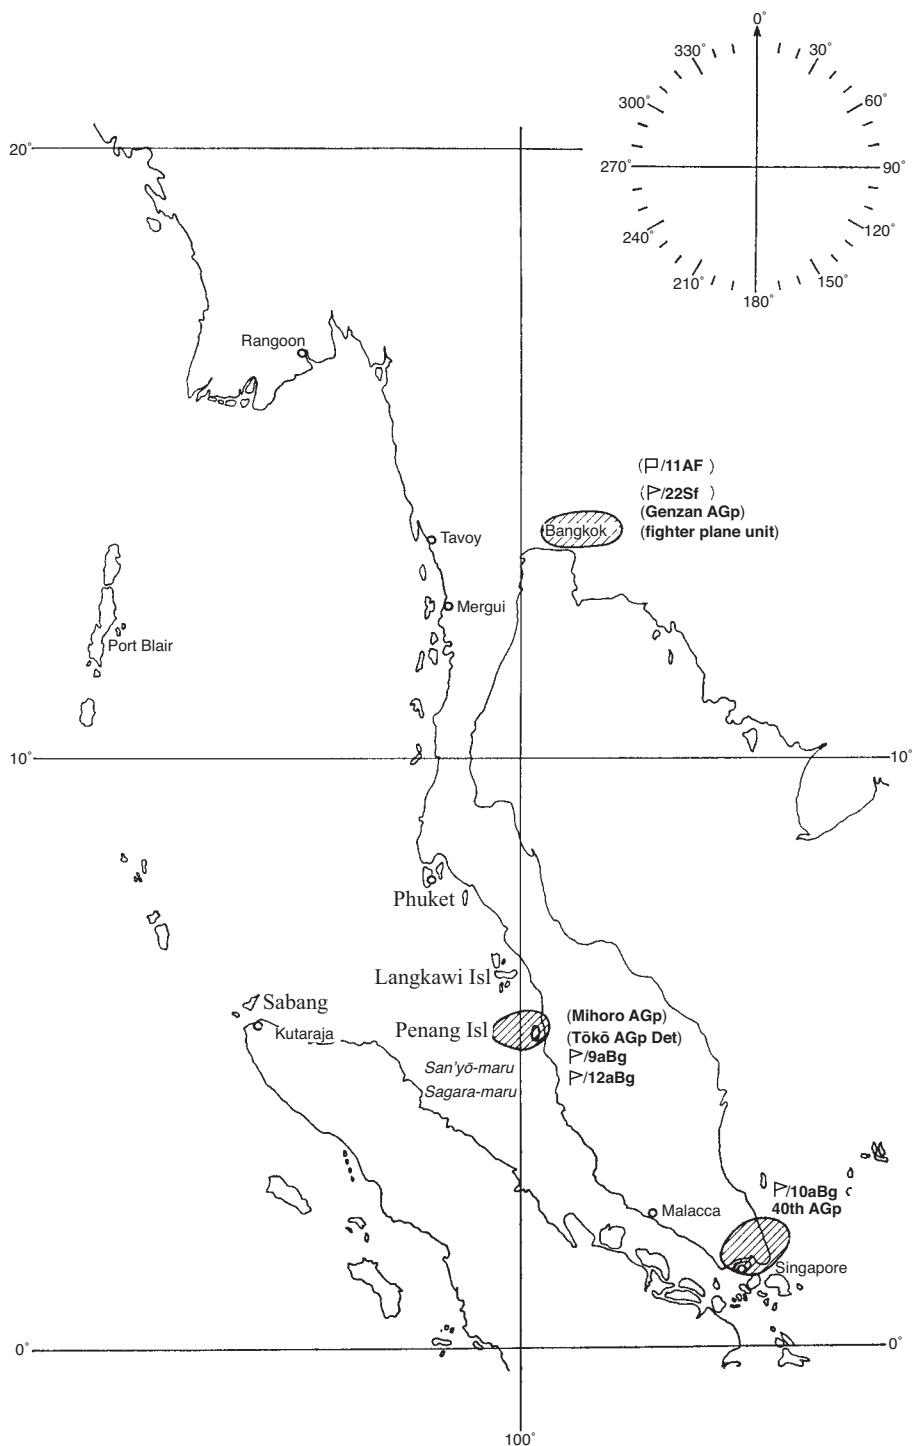 0°
330°
30°
300°
60°
270°
90°
240°
120°
210°
150°
180°
20°
Rangoon
(/11AF )
(/22Sf )
(Genzan AGp)
(fighter plane unit)
Bangkok
Tavoy
Mergui
Port Blair
10°
10°
Phuket
Langkawi Isl
Sabang
Kutaraja
Penang Isl
(Mihoro AGp)
(Tōkō AGp Det)
/9aBg
/12aBg
San'yō-maru
Sagara-maru
/10aBg
40th AGp
Malacca
Singapore
0°
0°
100°